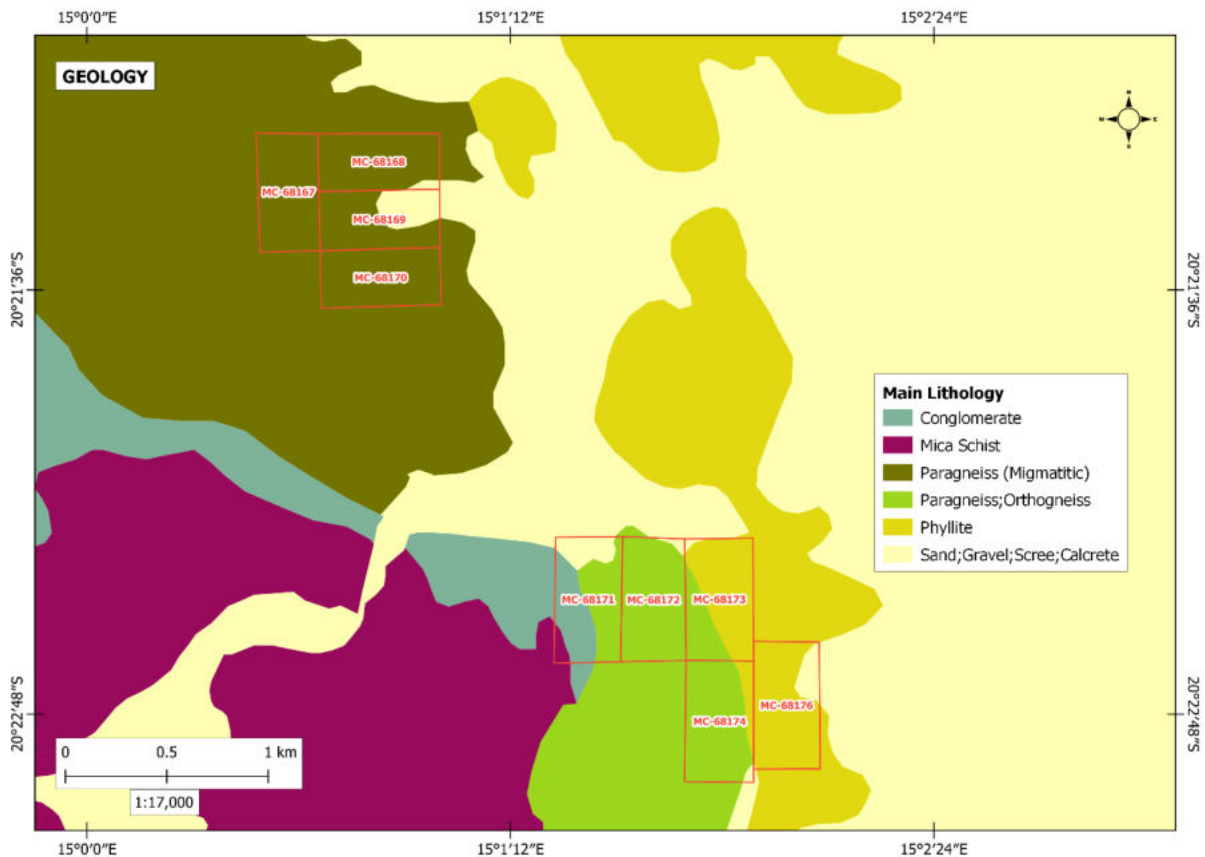 15°0′0″E
15°1′12″E
15°2′24″E
GEOLOGY
N
W
E
S
MC-68168
MC-68167
MC-68169
MC-68170
20°21′36″S
20°21′36″S
Main Lithology
Conglomerate
Mica Schist
Paragneiss (Migmatitic)
Paragneiss;Orthogneiss
Phyllite
Sand;Gravel;Scree;Calcrete
MC-68171
MC-68172
MC-68173
MC-68176
MC-68174
20°22′48″S
20°22′48″S
0
0.5
1 km
1:17,000
15°0′0″E
15°1′12″E
15°2′24″E